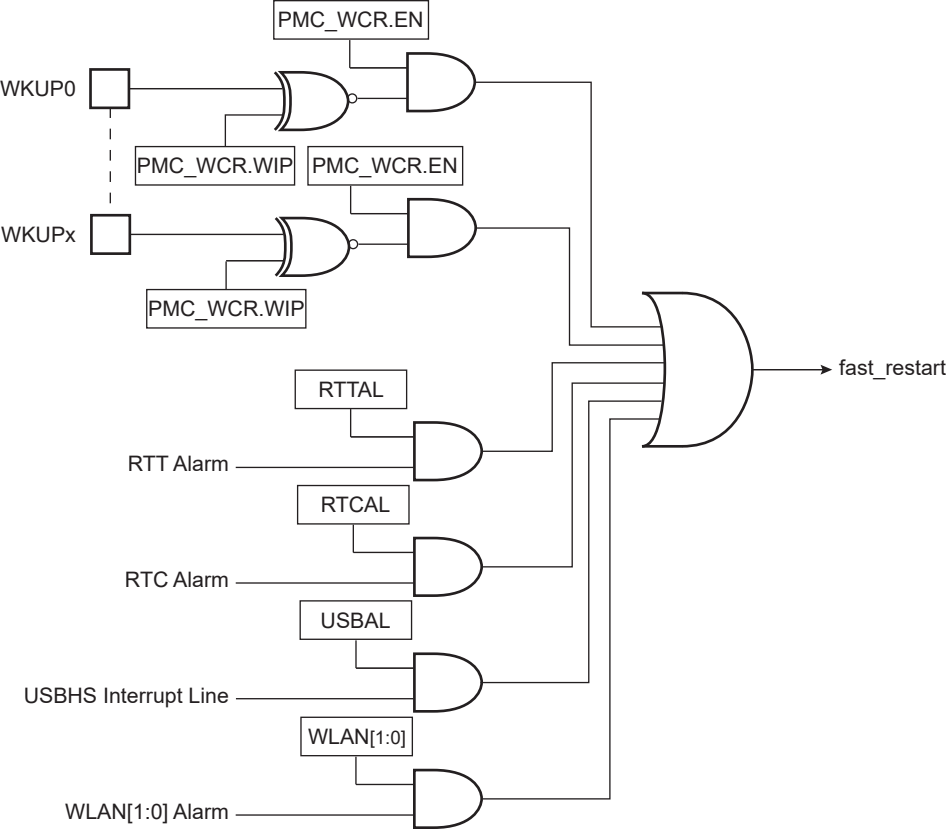 PMC_WCR.EN
WKUP0
PMC_WCR.WIP
PMC_WCR.EN
WKUPx
PMC_WCR.WIP
fast_restart
RTTAL
RTT Alarm
RTCAL
RTC Alarm
USBAL
USBHS Interrupt Line
WLAN[1:0]
WLAN[1:0] Alarm